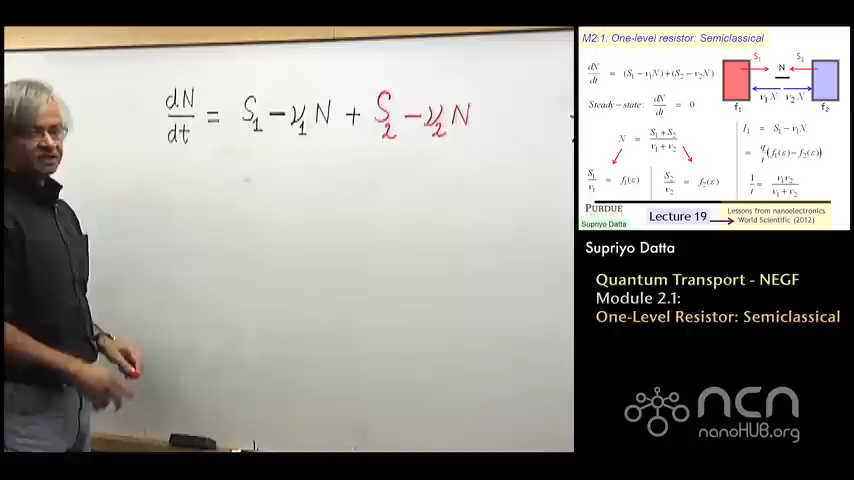 dN/dt = S₁ − ν₁N + S₂ − ν₂N
M2.1: One-level resistor: Semiclassical
dN/dt = (S₁ − ν₁N) + (S₂ − ν₂N)
Steady-state: dN/dt = 0
N = (S₁ + S₂)/(ν₁ + ν₂)
S₁/ν₁ = f₁(ε)
S₂/ν₂ = f₂(ε)
S₁ N S₂
ν₁N ν₂N
f₁ f₂
I₁ = S₁ − ν₁N
= q/t (f₁(ε) − f₂(ε))
1/t = ν₁ν₂/(ν₁ + ν₂)
PURDUE
Supriyo Datta
Lecture 19
Lessons from nanoelectronics
World Scientific (2012)
Supriyo Datta
Quantum Transport - NEGF
Module 2.1:
One-Level Resistor: Semiclassical
ncn
nanoHUB.org